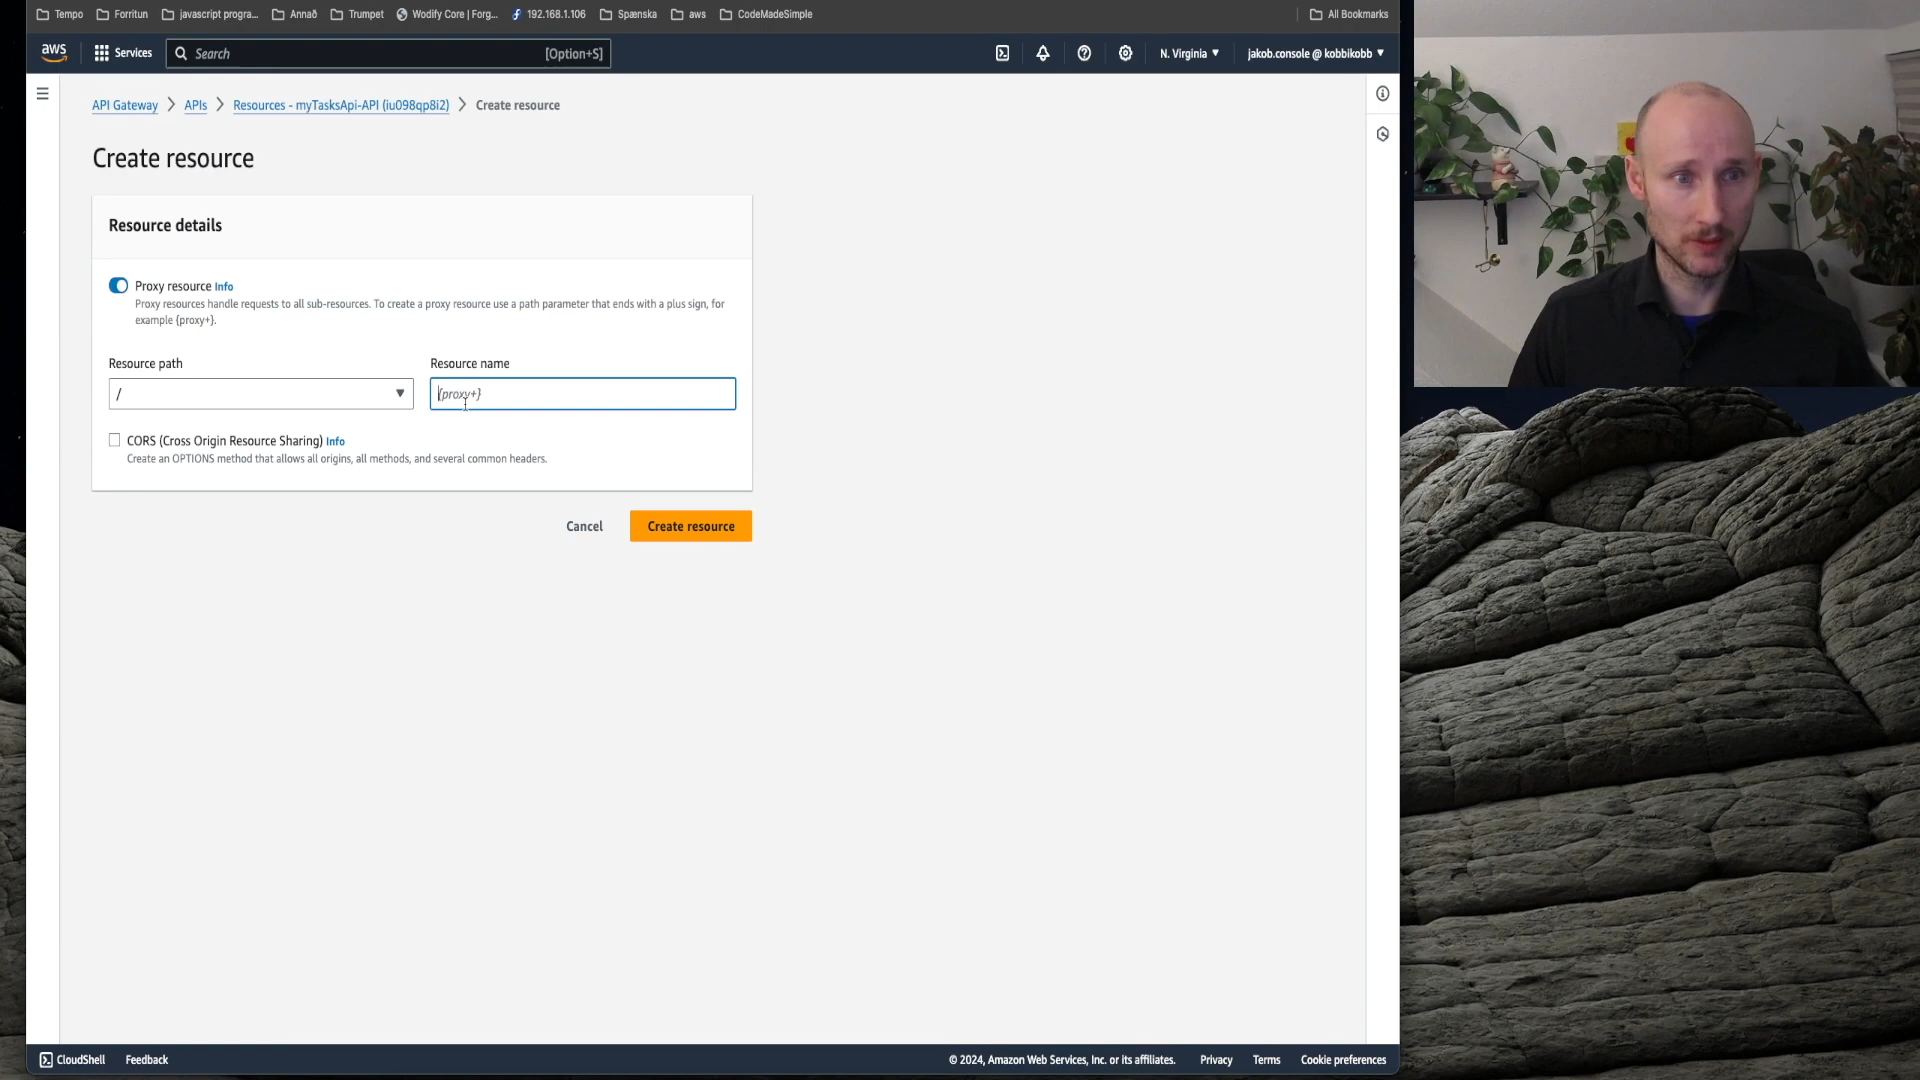 Tempo
Forritun
javascript progra...
Annað
Trumpet
Wodify Core | Forg...
192.168.1.106
Spænska
aws
CodeMadeSimple
All Bookmarks
aws
Services
Search
[Option+S]
N. Virginia
jakob.console @ kobbikobb
API Gateway > APIs > Resources - myTasksApi-API (iu098qp8i2) > Create resource
Create resource
Resource details
Proxy resource Info
Proxy resources handle requests to all sub-resources. To create a proxy resource use a path parameter that ends with a plus sign, for
example {proxy+}.
Resource path
/
Resource name
{proxy+}
CORS (Cross Origin Resource Sharing) Info
Create an OPTIONS method that allows all origins, all methods, and several common headers.
Cancel
Create resource
CloudShell
Feedback
© 2024, Amazon Web Services, Inc. or its affiliates.
Privacy
Terms
Cookie preferences